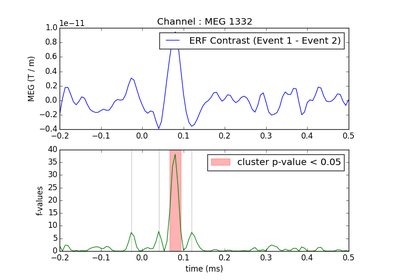 Channel : MEG 1332
1e−11
1.0
0.8
0.6
0.4
0.2
0.0
−0.2
−0.4
MEG (T / m)
ERF Contrast (Event 1 - Event 2)
−0.2 −0.1 0.0 0.1 0.2 0.3 0.4 0.5
40
35
30
25
20
15
10
5
0
f-values
cluster p-value < 0.05
−0.2 −0.1 0.0 0.1 0.2 0.3 0.4 0.5
time (ms)